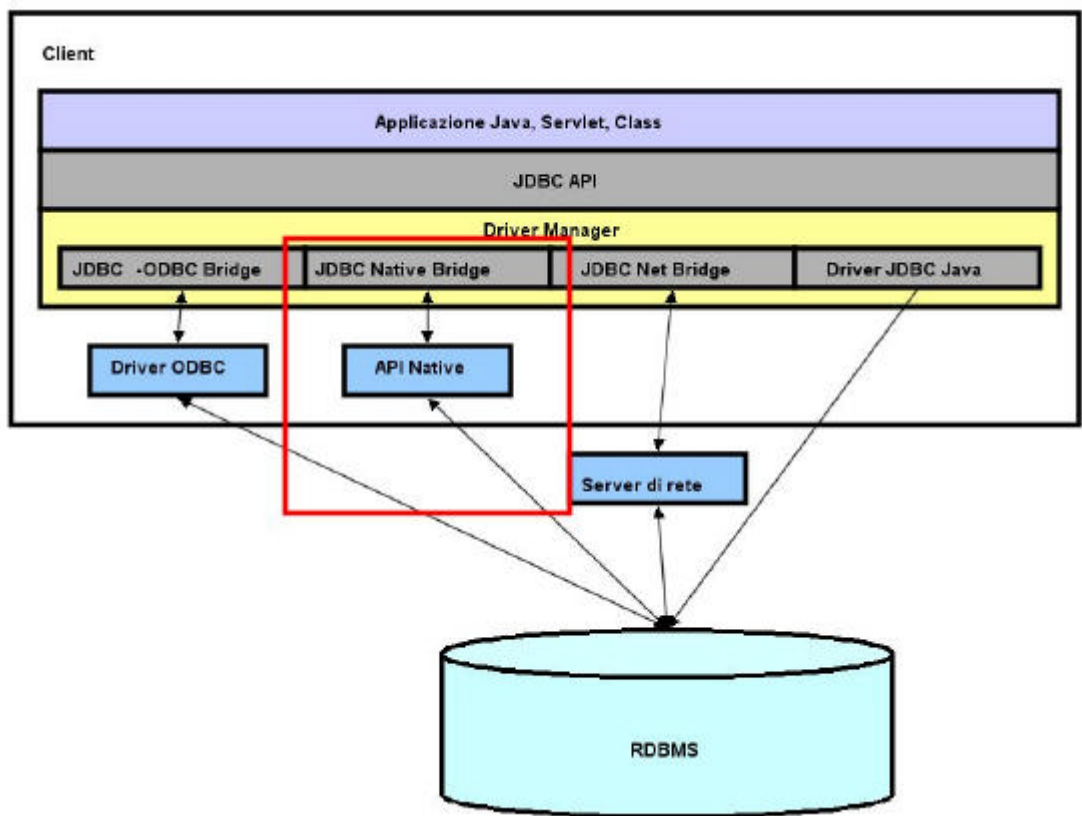 Client
Applicazione Java, Servlet, Class
JDBC API
Driver Manager
JDBC -ODBC Bridge
JDBC Native Bridge
JDBC Net Bridge
Driver JDBC Java
Driver ODBC
API Native
Server di rete
RDBMS